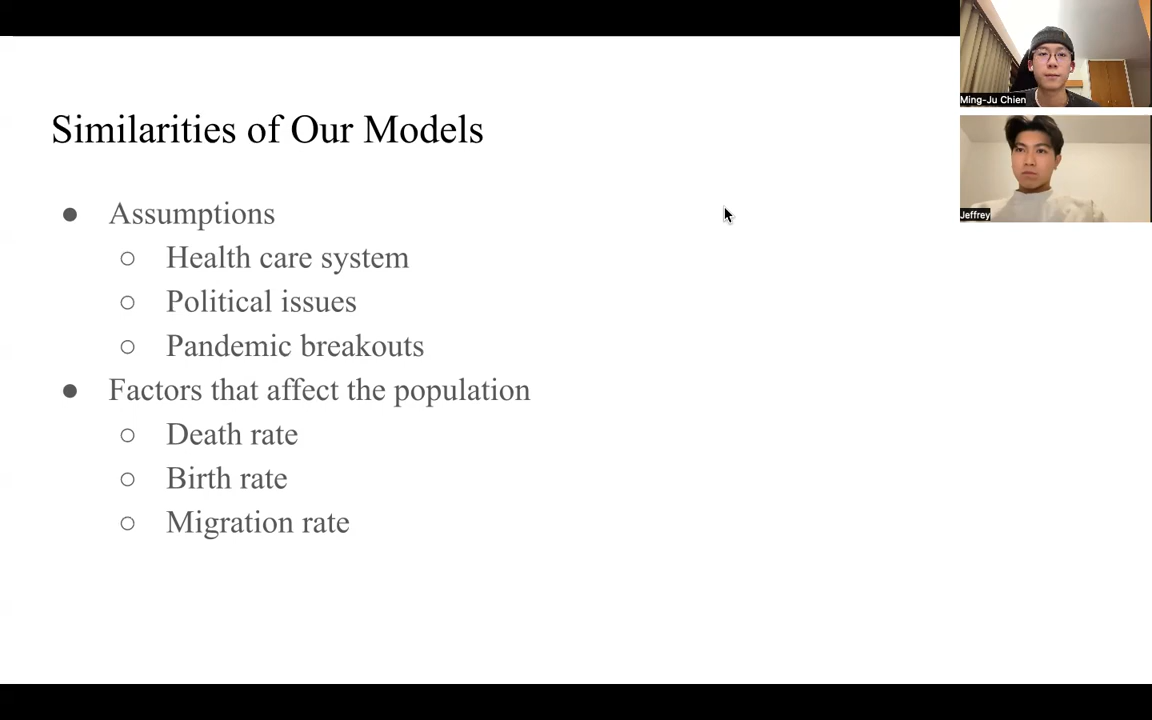 Similarities of Our Models
● Assumptions
○ Health care system
○ Political issues
○ Pandemic breakouts
● Factors that affect the population
○ Death rate
○ Birth rate
○ Migration rate
Ming-Ju Chien
Jeffrey